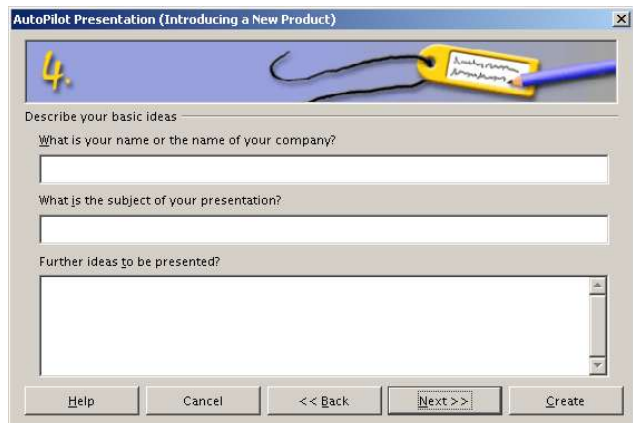 AutoPilot Presentation (Introducing a New Product)
4.
Describe your basic ideas
What is your name or the name of your company?
What is the subject of your presentation?
Further ideas to be presented?
Help Cancel << Back Next >> Create